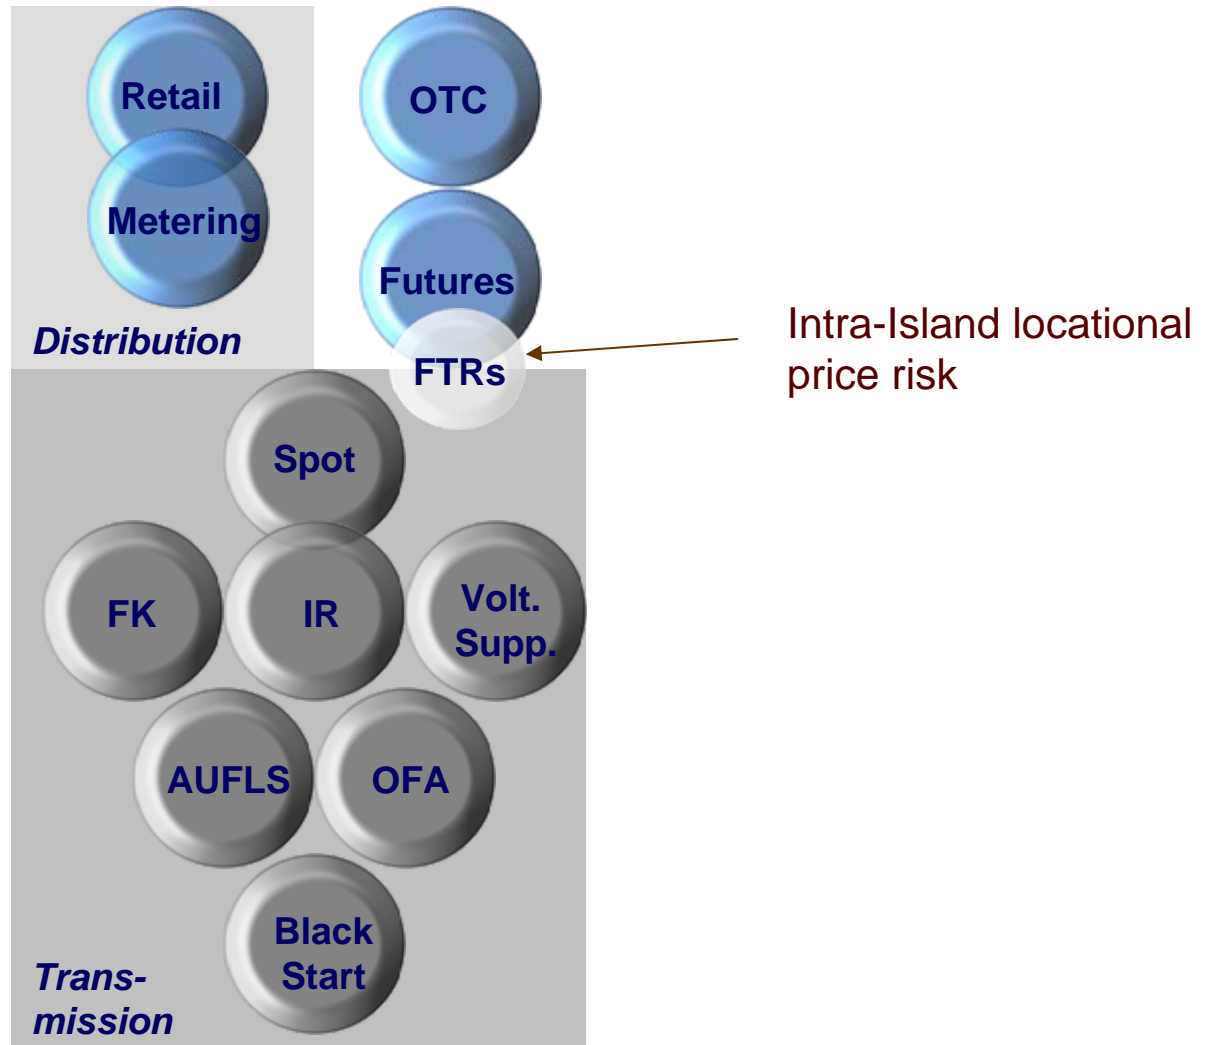 Retail
OTC
Metering
Futures
Distribution
FTRs
Intra-Island locational
price risk
Spot
FK
IR
Volt.
Supp.
AUFLS
OFA
Black
Start
Trans-
mission